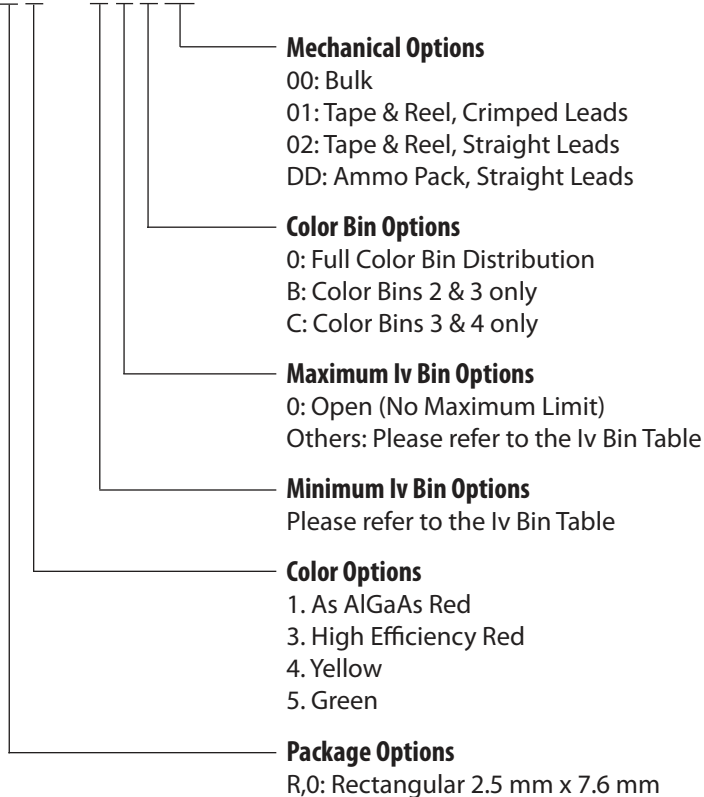 Mechanical Options
00: Bulk
01: Tape & Reel, Crimped Leads
02: Tape & Reel, Straight Leads
DD: Ammo Pack, Straight Leads
Color Bin Options
0: Full Color Bin Distribution
B: Color Bins 2 & 3 only
C: Color Bins 3 & 4 only
Maximum Iv Bin Options
0: Open (No Maximum Limit)
Others: Please refer to the Iv Bin Table
Minimum Iv Bin Options
Please refer to the Iv Bin Table
Color Options
1. As AlGaAs Red
3. High Efficiency Red
4. Yellow
5. Green
Package Options
R,0: Rectangular 2.5 mm x 7.6 mm